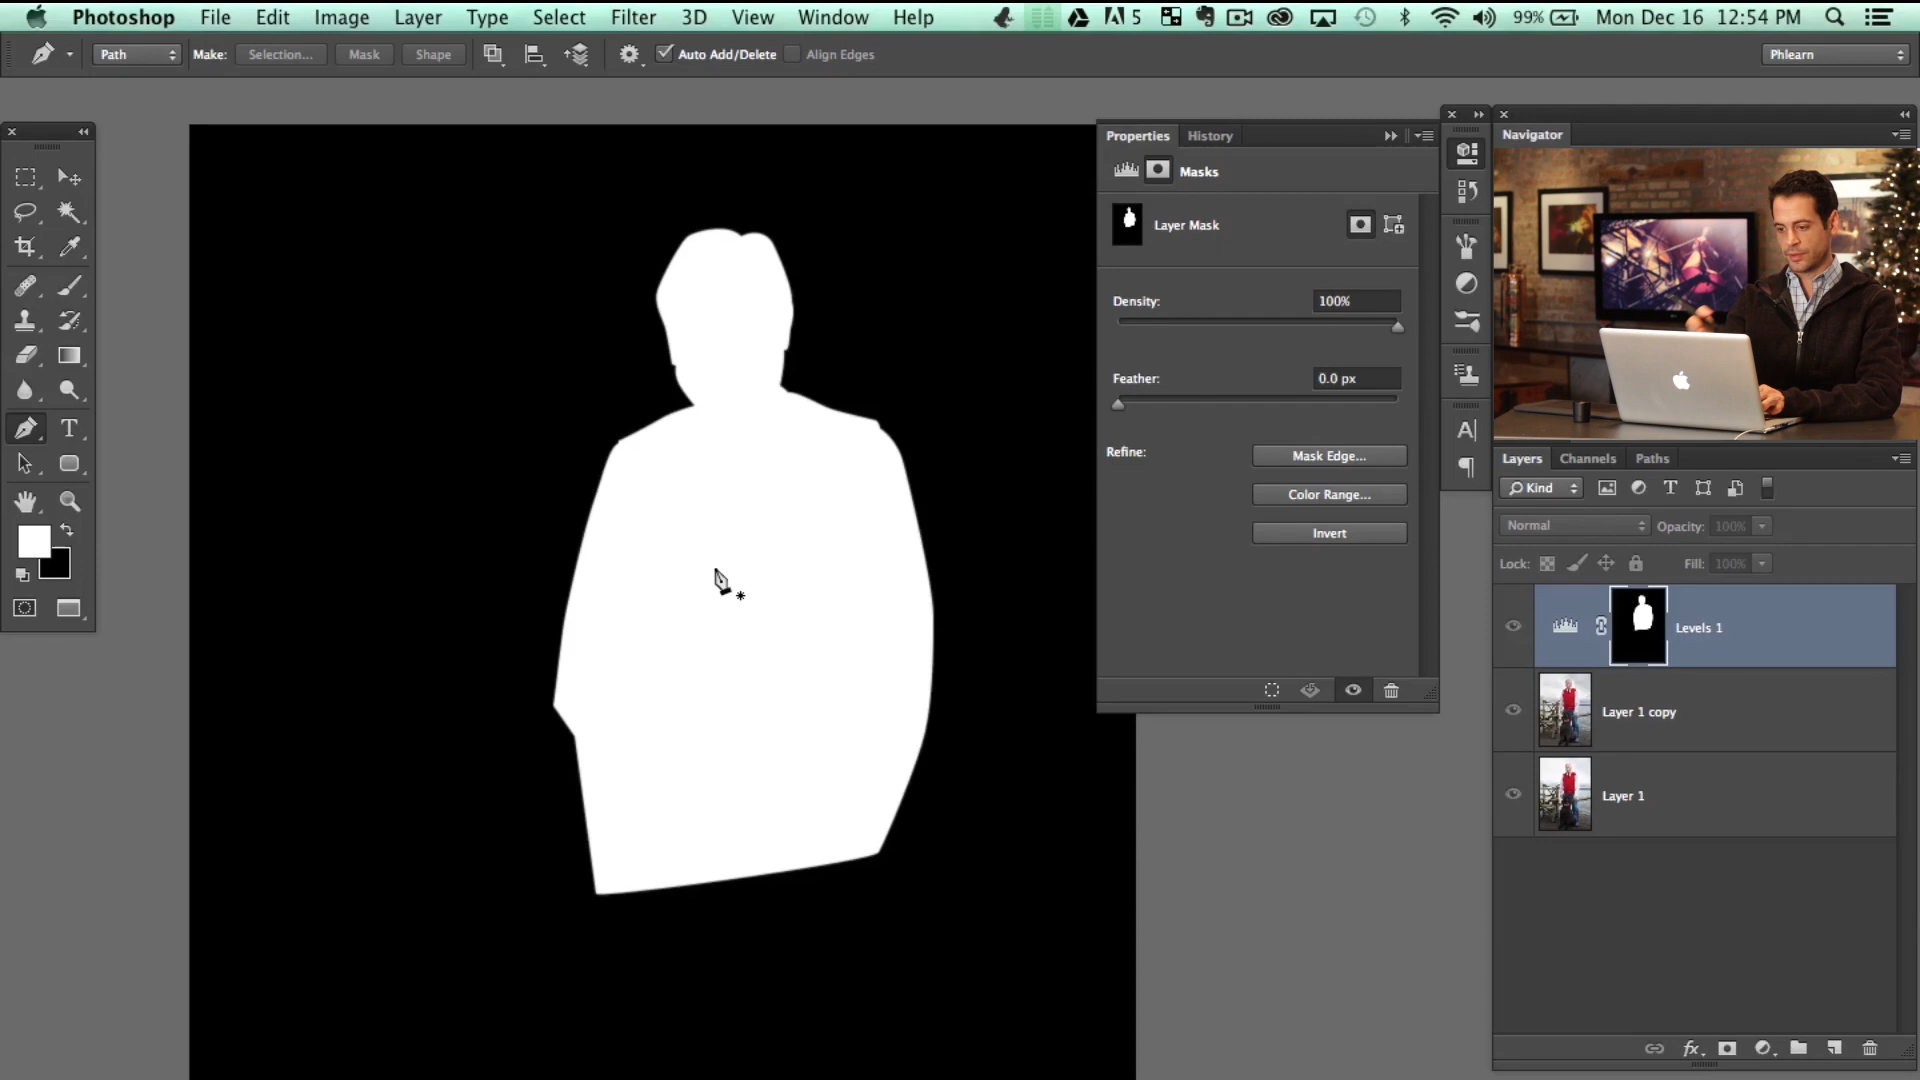 Photoshop File Edit Image Layer Type Select Filter 3D View Window Help 5 99% Mon Dec 16 12:54 PM
Path Make: Selection... Mask Shape Auto Add/Delete Align Edges Phlearn
Properties History
Masks
Layer Mask
Density: 100%
Feather: 0.0 px
Refine: Mask Edge...
Color Range...
Invert
Navigator
Layers Channels Paths
Kind
Normal Opacity: 100%
Lock: Fill: 100%
Levels 1
Layer 1 copy
Layer 1